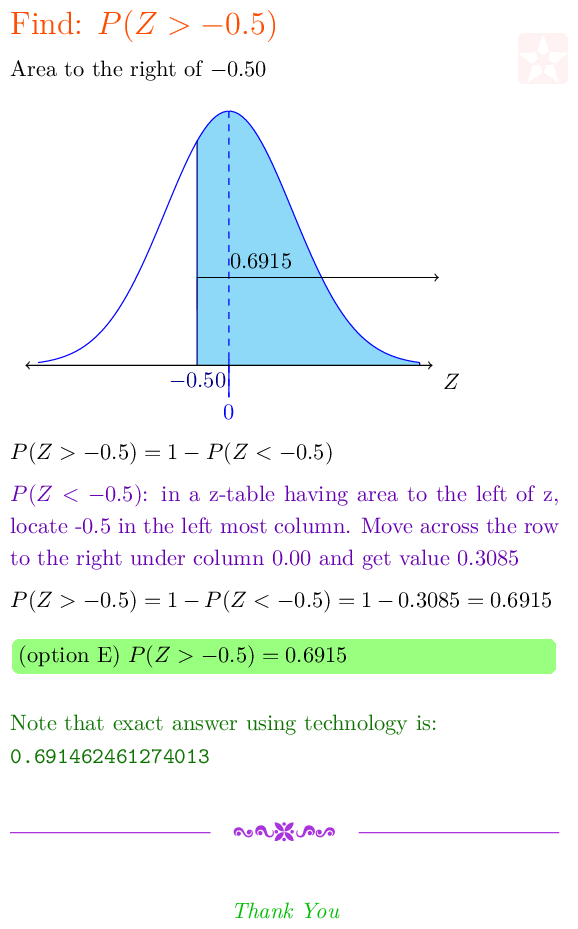 Find: P(Z > −0.5)
Area to the right of −0.50
0.6915
−0.50
Z
0
P(Z > −0.5) = 1 − P(Z < −0.5)
P(Z < −0.5): in a z-table having area to the left of z,
locate -0.5 in the left most column. Move across the row
to the right under column 0.00 and get value 0.3085
P(Z > −0.5) = 1 − P(Z < −0.5) = 1 − 0.3085 = 0.6915
(option E) P(Z > −0.5) = 0.6915
Note that exact answer using technology is:
0.691462461274013
Thank You